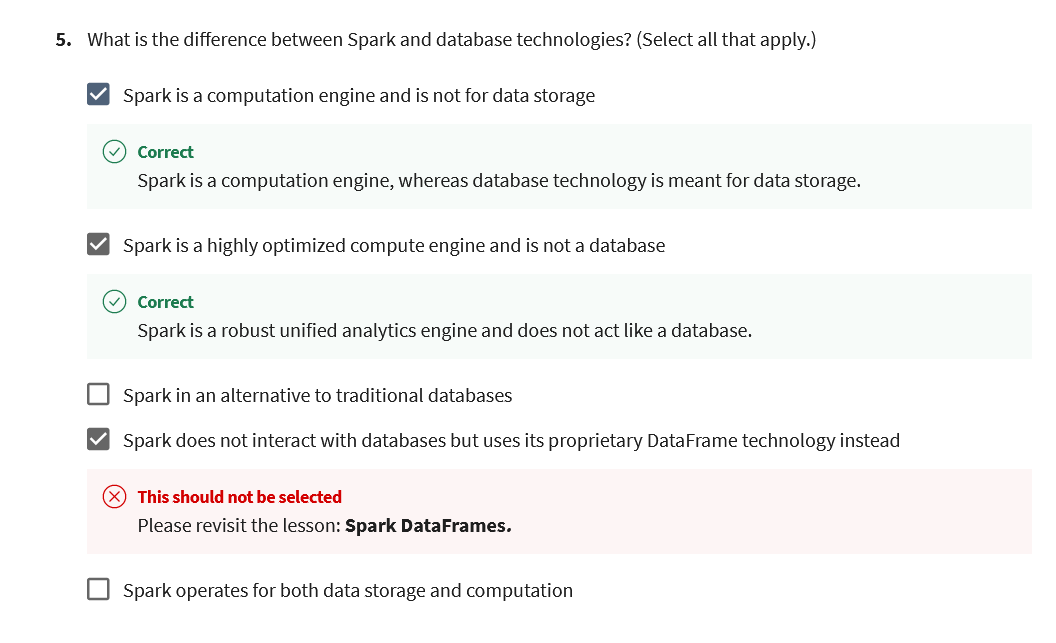 5. What is the difference between Spark and database technologies? (Select all that apply.)
Spark is a computation engine and is not for data storage
Correct
Spark is a computation engine, whereas database technology is meant for data storage.
Spark is a highly optimized compute engine and is not a database
Correct
Spark is a robust unified analytics engine and does not act like a database.
Spark in an alternative to traditional databases
Spark does not interact with databases but uses its proprietary DataFrame technology instead
This should not be selected
Please revisit the lesson: Spark DataFrames.
Spark operates for both data storage and computation